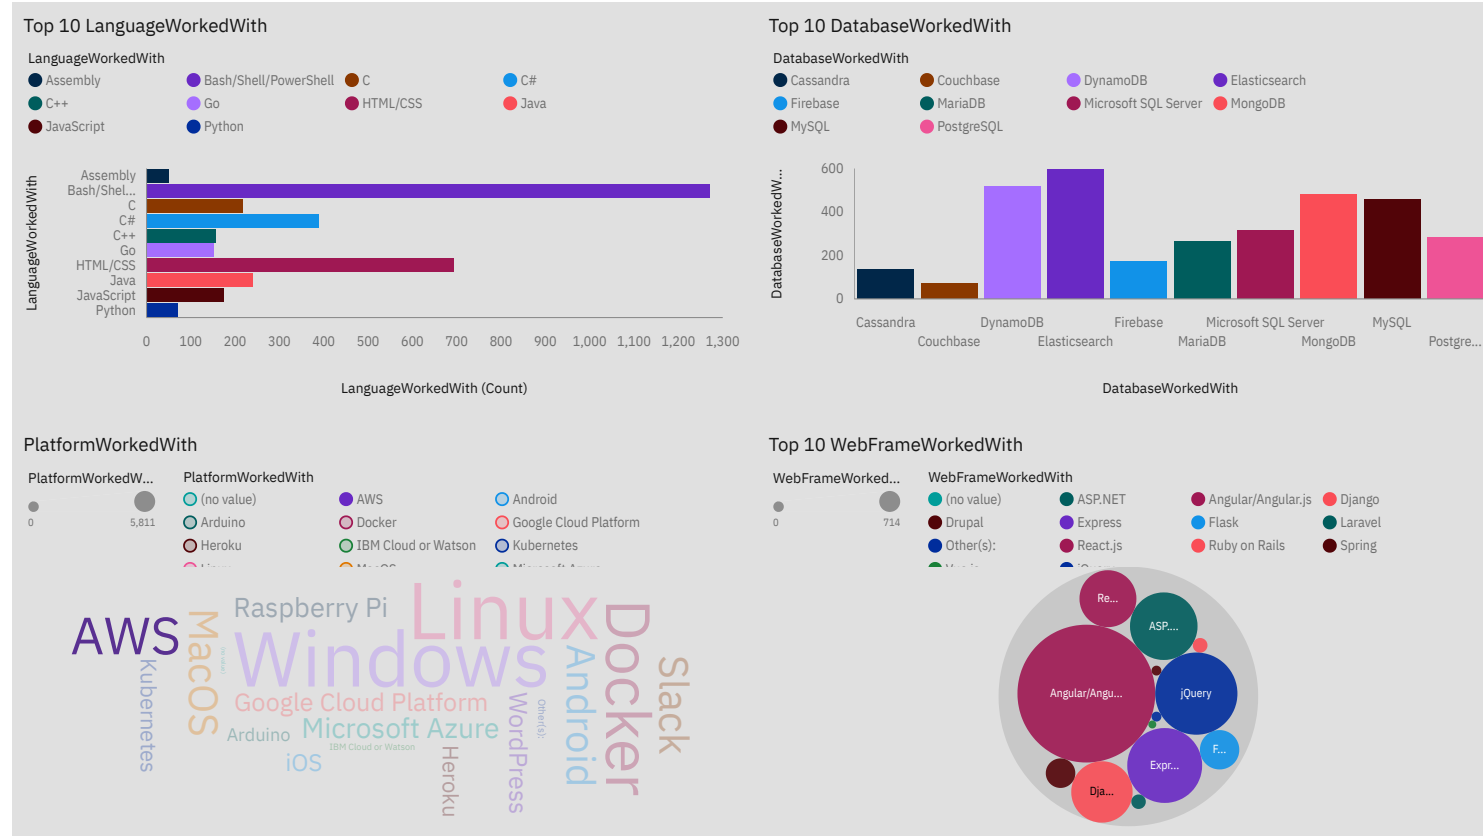 Top 10 LanguageWorkedWith
LanguageWorkedWith
Assembly Bash/Shell/PowerShell C C#
C++ Go HTML/CSS Java
JavaScript Python
LanguageWorkedWith
Assembly
Bash/Shel...
C
C#
C++
Go
HTML/CSS
Java
JavaScript
Python
0 100 200 300 400 500 600 700 800 900 1,000 1,100 1,200 1,300
LanguageWorkedWith (Count)
Top 10 DatabaseWorkedWith
DatabaseWorkedWith
Cassandra Couchbase DynamoDB Elasticsearch
Firebase MariaDB Microsoft SQL Server MongoDB
MySQL PostgreSQL
DatabaseWorkedW...
600
400
200
0
Cassandra DynamoDB Firebase Microsoft SQL Server MySQL
Couchbase Elasticsearch MariaDB MongoDB Postgre...
DatabaseWorkedWith
PlatformWorkedWith
PlatformWorkedW...
0 5,811
PlatformWorkedWith
(no value) AWS Android
Arduino Docker Google Cloud Platform
Heroku IBM Cloud or Watson Kubernetes
Linux MacOS Microsoft Azure
AWS
Kubernetes
MacOS
Raspberry Pi
Linux
Windows
Docker
Slack
Android
Google Cloud Platform
WordPress
Other(s):
Arduino
Microsoft Azure
IBM Cloud or Watson
iOS
Heroku
Top 10 WebFrameWorkedWith
WebFrameWorked...
0 714
WebFrameWorkedWith
(no value) ASP.NET Angular/Angular.js Django
Drupal Express Flask Laravel
Other(s): React.js Ruby on Rails Spring
Vue.js jQuery
Re...
ASP....
Angular/Angu...
jQuery
F...
Expr...
Dja...